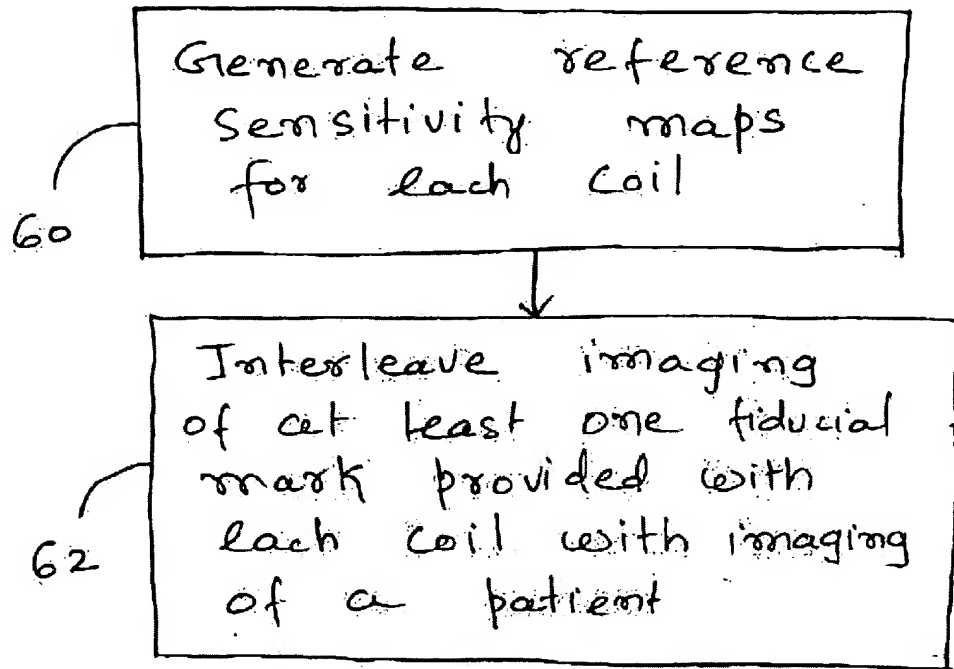 Generate reference
sensitivity maps
for each coil
60
Interleave imaging
of at least one fiducial
mark provided with
each coil with imaging
of a patient
62